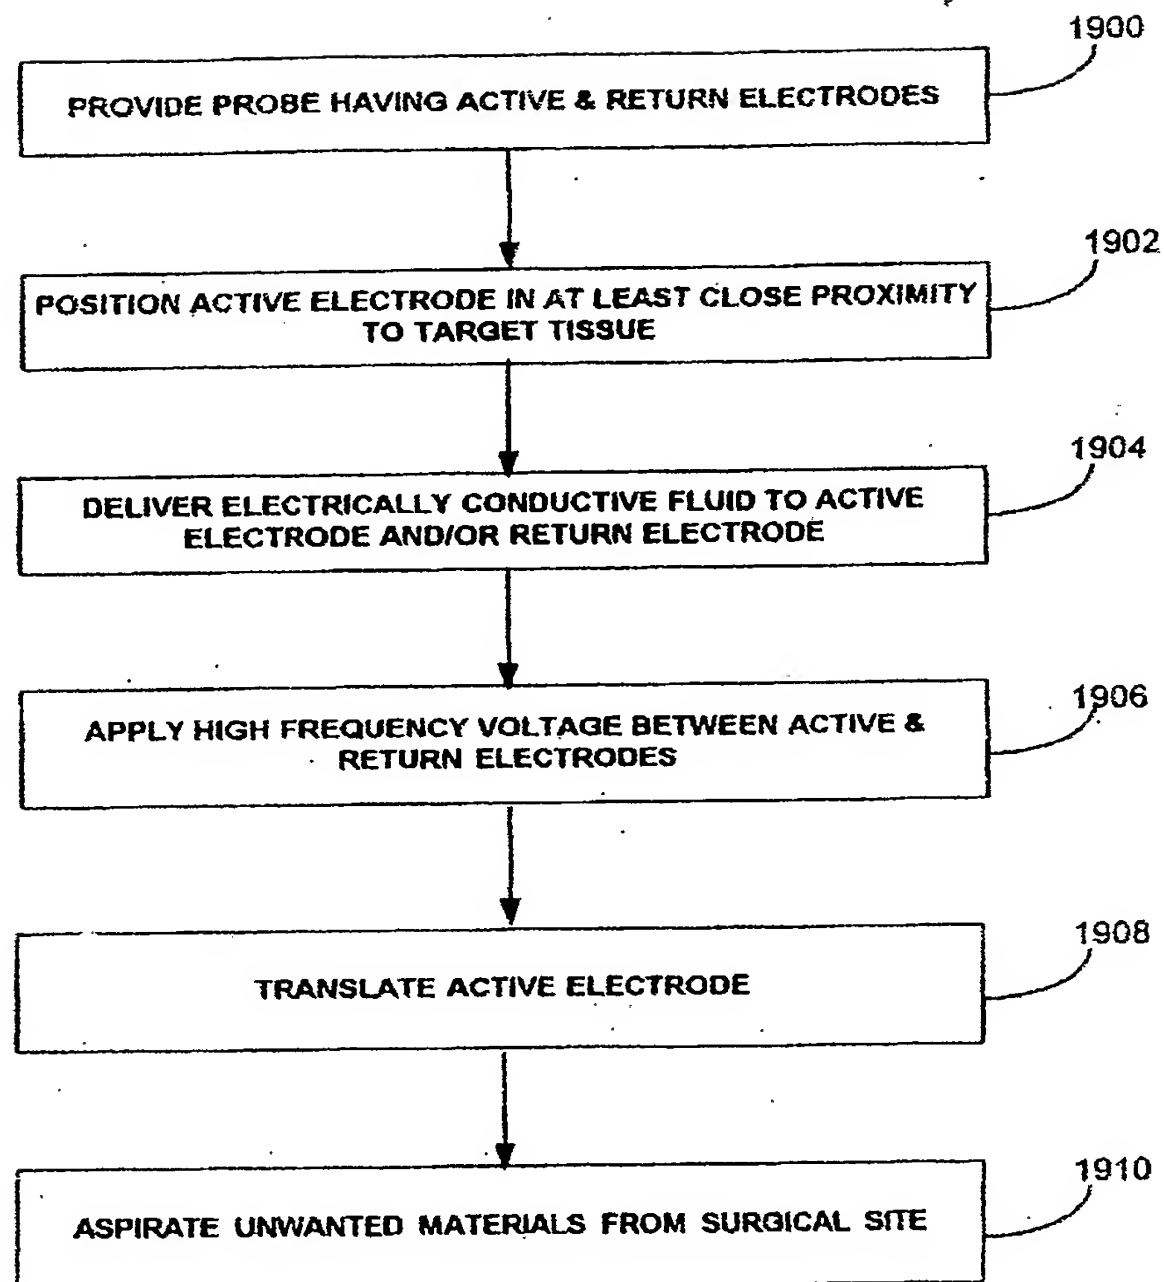 1900
PROVIDE PROBE HAVING ACTIVE & RETURN ELECTRODES
1902
POSITION ACTIVE ELECTRODE IN AT LEAST CLOSE PROXIMITY
TO TARGET TISSUE
1904
DELIVER ELECTRICALLY CONDUCTIVE FLUID TO ACTIVE
ELECTRODE AND/OR RETURN ELECTRODE
1906
APPLY HIGH FREQUENCY VOLTAGE BETWEEN ACTIVE &
RETURN ELECTRODES
1908
TRANSLATE ACTIVE ELECTRODE
1910
ASPIRATE UNWANTED MATERIALS FROM SURGICAL SITE